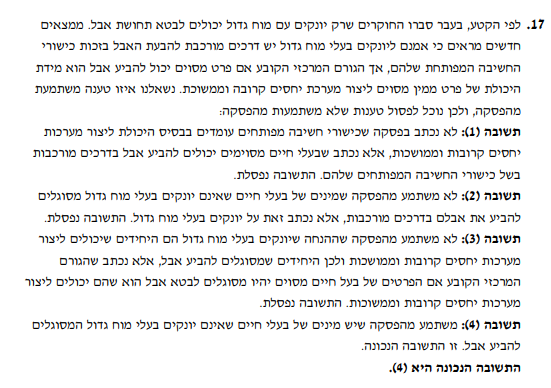 17. לפי הקטע, בעבר סברו החוקרים שרק יונקים עם מוח גדול יכולים לבטא תחושת אבל. ממצאים
חדשים מראים כי אמנם ליונקים בעלי מוח גדול יש דרכים מורכבות להבעת האבל בזכות כישורי
החשיבה המפותחת שלהם, אך הגורם המרכזי הקובע אם פרט מסוים יכול להביע אבל הוא מידת
היכולת של פרט ממין מסוים ליצור מערכת יחסים קרובה וממושכת. נשאלנו איזו טענה משתמעת
מהפסקה, ולכן נוכל לפסול טענות שלא משתמעות מהפסקה:
תשובה (1): לא נכתב בפסקה שכישורי חשיבה מפותחים עומדים בבסיס היכולת ליצור מערכות
יחסים קרובות וממושכות, אלא נכתב שבעלי חיים מסוימים יכולים להביע אבל בדרכים מורכבות
בשל כישורי החשיבה המפותחים שלהם. התשובה נפסלת.
תשובה (2): לא משתמע מהפסקה שמינים של בעלי חיים שאינם יונקים בעלי מוח גדול מסוגלים
להביע את אבלם בדרכים מורכבות, אלא נכתב זאת על יונקים בעלי מוח גדול. התשובה נפסלת.
תשובה (3): לא משתמע מהפסקה שההנחה שיונקים בעלי מוח גדול הם היחידים שיכולים ליצור
מערכות יחסים קרובות וממושכות ולכן היחידים שמסוגלים להביע אבל, אלא נכתב שהגורם
המרכזי הקובע אם הפרטים של בעל חיים מסוים יהיו מסוגלים לבטא אבל הוא שהם יכולים ליצור
מערכות יחסים קרובות וממושכות. התשובה נפסלת.
תשובה (4): משתמע מהפסקה שיש מינים של בעלי חיים שאינם יונקים בעלי מוח גדול המסוגלים
להביע אבל. זו התשובה הנכונה.
התשובה הנכונה היא (4).